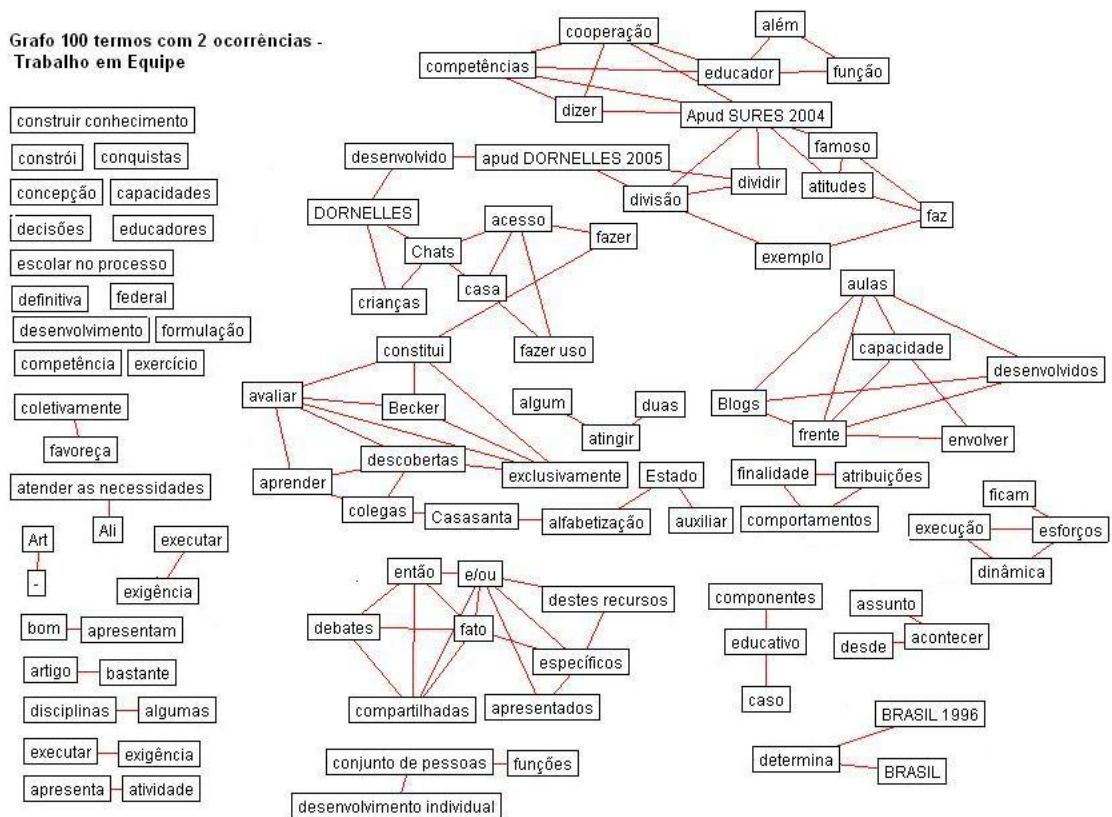 Grafo 100 termos com 2 ocorrências -
Trabalho em Equipe
construir conhecimento
constrói
conquistas
concepção
capacidades
decisões
educadores
escolar no processo
definitiva
federal
desenvolvimento
formulação
competência
exercício
coletivamente
favoreça
atender as necessidades
Ali
Art
-
executar
exigência
bom
apresentam
artigo
bastante
disciplinas
algumas
executar
exigência
apresenta
atividade
cooperação
além
competências
educador
função
dizer
Apud SURES 2004
famoso
desenvolvido
apud DORNELLES 2005
dividir
atitudes
divisão
DORNELLES
acesso
faz
Chats
fazer
exemplo
casa
crianças
constitui
fazer uso
avaliar
Becker
descobertas
aprender
exclusivamente
colegas
Casasanta
alfabetização
Estado
auxiliar
algum
duas
atingir
aulas
capacidade
desenvolvidos
Blogs
frente
envolver
finalidade
atribuições
comportamentos
ficam
execução
esforços
dinâmica
então
e/ou
destes recursos
debates
fato
específicos
compartilhadas
apresentados
componentes
educativo
caso
assunto
acontecer
desde
BRASIL 1996
determina
BRASIL
conjunto de pessoas
funções
desenvolvimento individual